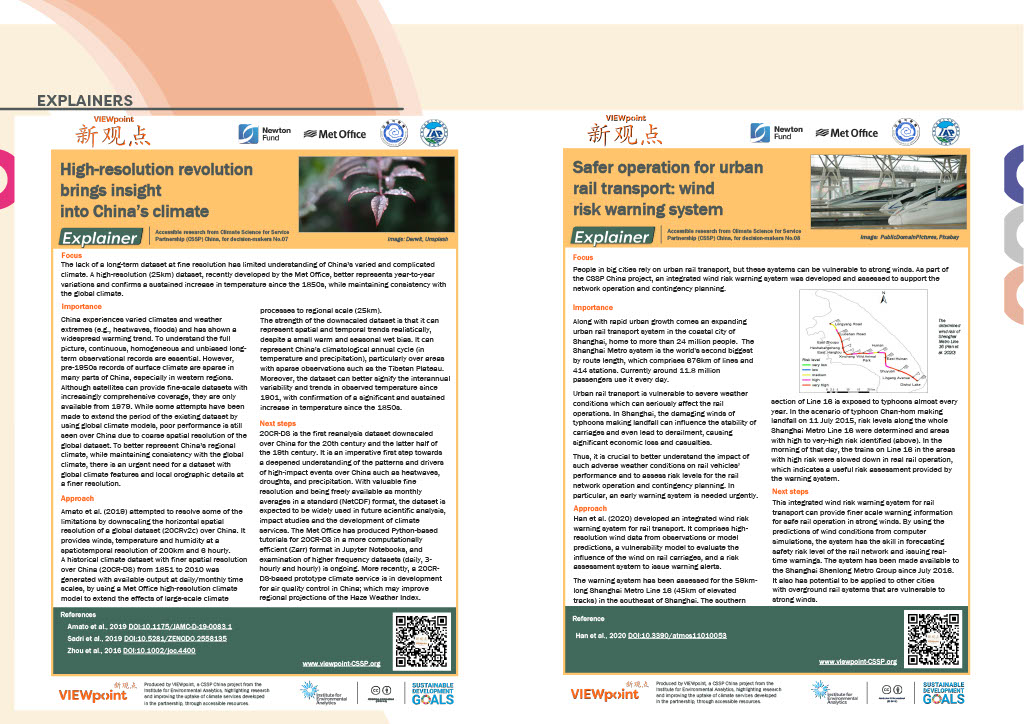 EXPLAINERS
VIEWpoint
新观点
Newton
Fund
Met Office
High-resolution revolution
brings insight
into China's climate
Explainer
Accessible research from Climate Science for Service
Partnership (CSSP) China, for decision-makers No.07
Image: Derwit, Unsplash
Focus
The lack of a long-term dataset at fine resolution has limited understanding of China's varied and complicated
climate. A high-resolution (25km) dataset, recently developed by the Met Office, better represents year-to-year
variations and confirms a sustained increase in temperature since the 1850s, while maintaining consistency with
the global climate.
Importance
China experiences varied climates and weather
extremes (e.g., heatwaves, floods) and has shown a
widespread warming trend. To understand the full
picture, continuous, homogeneous and unbiased long-
term observational records are essential. However,
pre-1950s records of surface climate are sparse in
many parts of China, especially in western regions.
Although satellites can provide fine-scale datasets with
increasingly comprehensive coverage, they are only
available from 1979. While some attempts have been
made to extend the period of the existing dataset by
using global climate models, poor performance is still
seen over China due to coarse spatial resolution of the
global dataset. To better represent China's regional
climate, while maintaining consistency with the global
climate, there is an urgent need for a dataset with
global climate features and local orographic details at
a finer resolution.
Approach
Amato et al. (2019) attempted to resolve some of the
limitations by downscaling the horizontal spatial
resolution of a global dataset (20CRv2c) over China. It
provides winds, temperature and humidity at a
spatiotemporal resolution of 200km and 6 hourly.
A historical climate dataset with finer spatial resolution
over China (20CR-DS) from 1851 to 2010 was
generated with available output at daily/monthly time
scales, by using a Met Office high-resolution climate
model to extend the effects of large-scale climate
processes to regional scale (25km).
The strength of the downscaled dataset is that it can
represent spatial and temporal trends realistically,
despite a small warm and seasonal wet bias. It can
represent China's climatological annual cycle (in
temperature and precipitation), particularly over areas
with sparse observations such as the Tibetan Plateau.
Moreover, the dataset can better signify the interannual
variability and trends in observed temperature since
1901, with confirmation of a significant and sustained
increase in temperature since the 1850s.
Next steps
20CR-DS is the first reanalysis dataset downscaled
over China for the 20th century and the latter half of
the 19th century. It is an imperative first step towards
a deepened understanding of the patterns and drivers
of high-impact events over China such as heatwaves,
droughts, and precipitation. With valuable fine
resolution and being freely available as monthly
averages in a standard (NetCDF) format, the dataset is
expected to be widely used in future scientific analysis,
impact studies and the development of climate
services. The Met Office has produced Python-based
tutorials for 20CR-DS in a more computationally
efficient (Zarr) format in Jupyter Notebooks, and
examination of higher frequency datasets (daily, 3-
hourly and hourly) is ongoing. More recently, a 20CR-
DS-based prototype climate service is in development
for air quality control in China; which may improve
regional projections of the Haze Weather Index.
References
Amato et al., 2019 DOI:10.1175/JAMC-D-19-0083.1
Sadri et al., 2019 DOI:10.5281/ZENODO.2558135
Zhou et al., 2016 DOI:10.1002/joc.4400
www.viewpoint-CSSP.org
新观点
VIEWpoint
Produced by VIEWpoint, a CSSP China project from the
Institute for Environmental Analytics, highlighting research
and improving the uptake of climate services developed
in the partnership, through accessible resources.
Institute for
Environmental
Analytics
SUSTAINABLE
DEVELOPMENT
GOALS
VIEWpoint
新观点
Newton
Fund
Met Office
Safer operation for urban
rail transport: wind
risk warning system
Explainer
Accessible research from Climate Science for Service
Partnership (CSSP) China, for decision-makers No.08
Image: PublicDomainPictures, Pixabay
Focus
People in big cities rely on urban rail transport, but these systems can be vulnerable to strong winds. As part of
the CSSP China project, an integrated wind risk warning system was developed and assessed to support the
network operation and contingency planning.
Importance
Along with rapid urban growth comes an expanding
urban rail transport system in the coastal city of
Shanghai, home to more than 24 million people. The
Shanghai Metro system is the world's second biggest
by route length, which comprises 676km of lines and
414 stations. Currently around 11.8 million
passengers use it every day.
Urban rail transport is vulnerable to severe weather
conditions which can seriously affect the rail
operations. In Shanghai, the damaging winds of
typhoons making landfall can influence the stability of
carriages and even lead to derailment, causing
significant economic loss and casualties.
Thus, it is crucial to better understand the impact of
such adverse weather conditions on rail vehicles'
performance and to assess risk levels for the rail
network operation and contingency planning. In
particular, an early warning system is needed urgently.
Approach
Han et al. (2020) developed an integrated wind risk
warning system for rail transport. It comprises high-
resolution wind data from observations or model
predictions, a vulnerability model to evaluate the
influence of the wind on rail carriages, and a risk
assessment system to issue warning alerts.
The warning system has been assessed for the 58km-
long Shanghai Metro Line 16 (45km of elevated
tracks) in the southeast of Shanghai. The southern
N
Longyang Road
Risk level
very low
low
medium
high
very high
The
determined
wind risk of
Shanghai
Metro Line
16 (Han et
al. 2020)
section of Line 16 is exposed to typhoons almost every
year. In the scenario of typhoon Chan-hom making
landfall on 11 July 2015, risk levels along the whole
Shanghai Metro Line 16 were determined and areas
with high to very-high risk identified (above). In the
morning of that day, the trains on Line 16 in the areas
with high risk were slowed down in real rail operation,
which indicates a useful risk assessment provided by
the warning system.
Next steps
This integrated wind risk warning system for rail
transport can provide finer scale warning information
for safe rail operation in strong winds. By using the
predictions of wind conditions from computer
simulations, the system has the skill in forecasting
safety risk level of the rail network and issuing real-
time warnings. The system has been made available to
the Shanghai Shentong Metro Group since July 2016.
It also has potential to be applied to other cities
with overground rail systems that are vulnerable to
strong winds.
Reference
Han et al., 2020 DOI:10.3390/atmos11010053
www.viewpoint-CSSP.org
新观点
VIEWpoint
Produced by VIEWpoint, a CSSP China project from the
Institute for Environmental Analytics, highlighting research
and improving the uptake of climate services developed
in the partnership, through accessible resources.
Institute for
Environmental
Analytics
SUSTAINABLE
DEVELOPMENT
GOALS